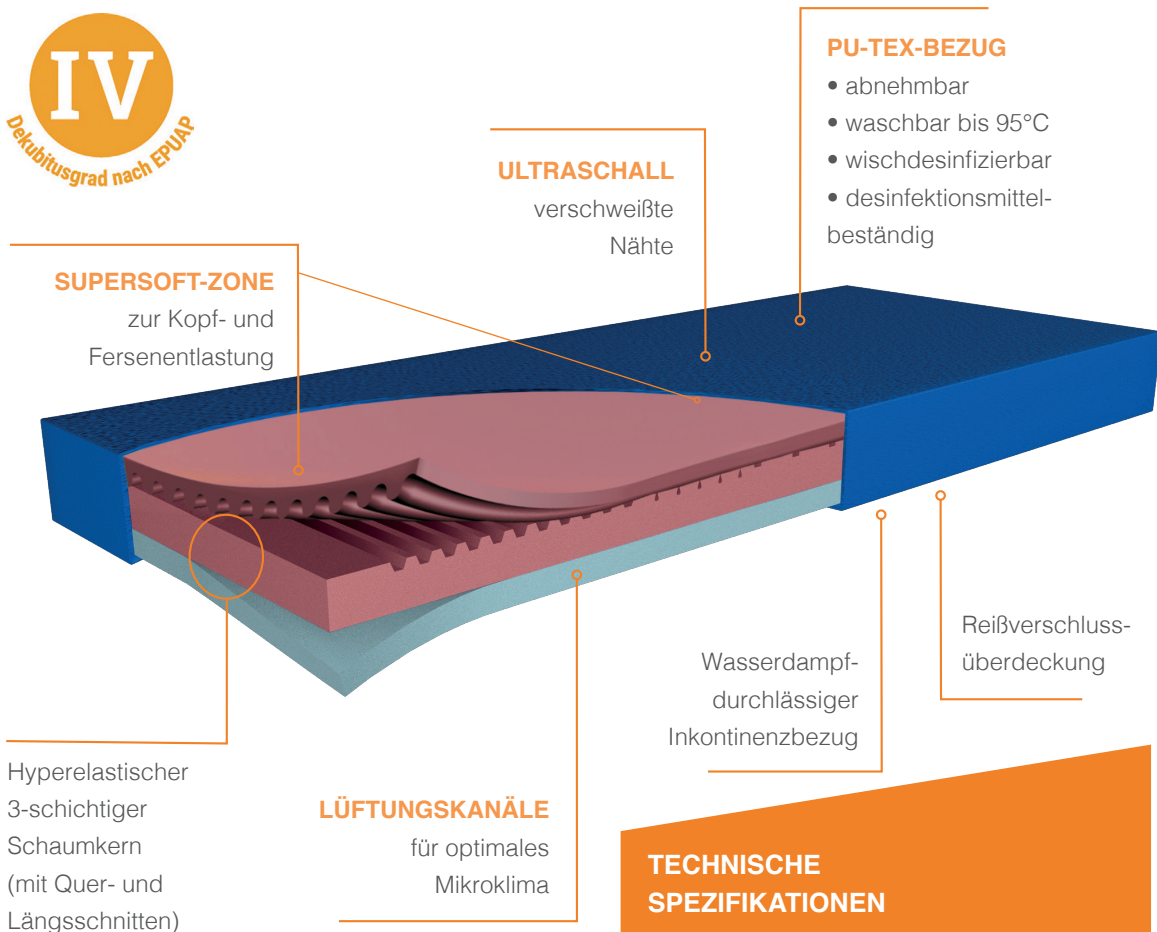 IV
Dekubitusgrad nach EPUAP
PU-TEX-BEZUG
• abnehmbar
• waschbar bis 95°C
• wischdesinfizierbar
• desinfektionsmittel-
beständig
ULTRASCHALL
verschweißte
Nähte
SUPERSOFT-ZONE
zur Kopf- und
Fersenentlastung
Reißverschluss-
überdeckung
Wasserdampf-
durchlässiger
Inkontinenzbezug
Hyperelastischer
3-schichtiger
Schaumkern
(mit Quer- und
Längsschnitten)
LÜFTUNGSKANÄLE
für optimales
Mikroklima
TECHNISCHE
SPEZIFIKATIONEN